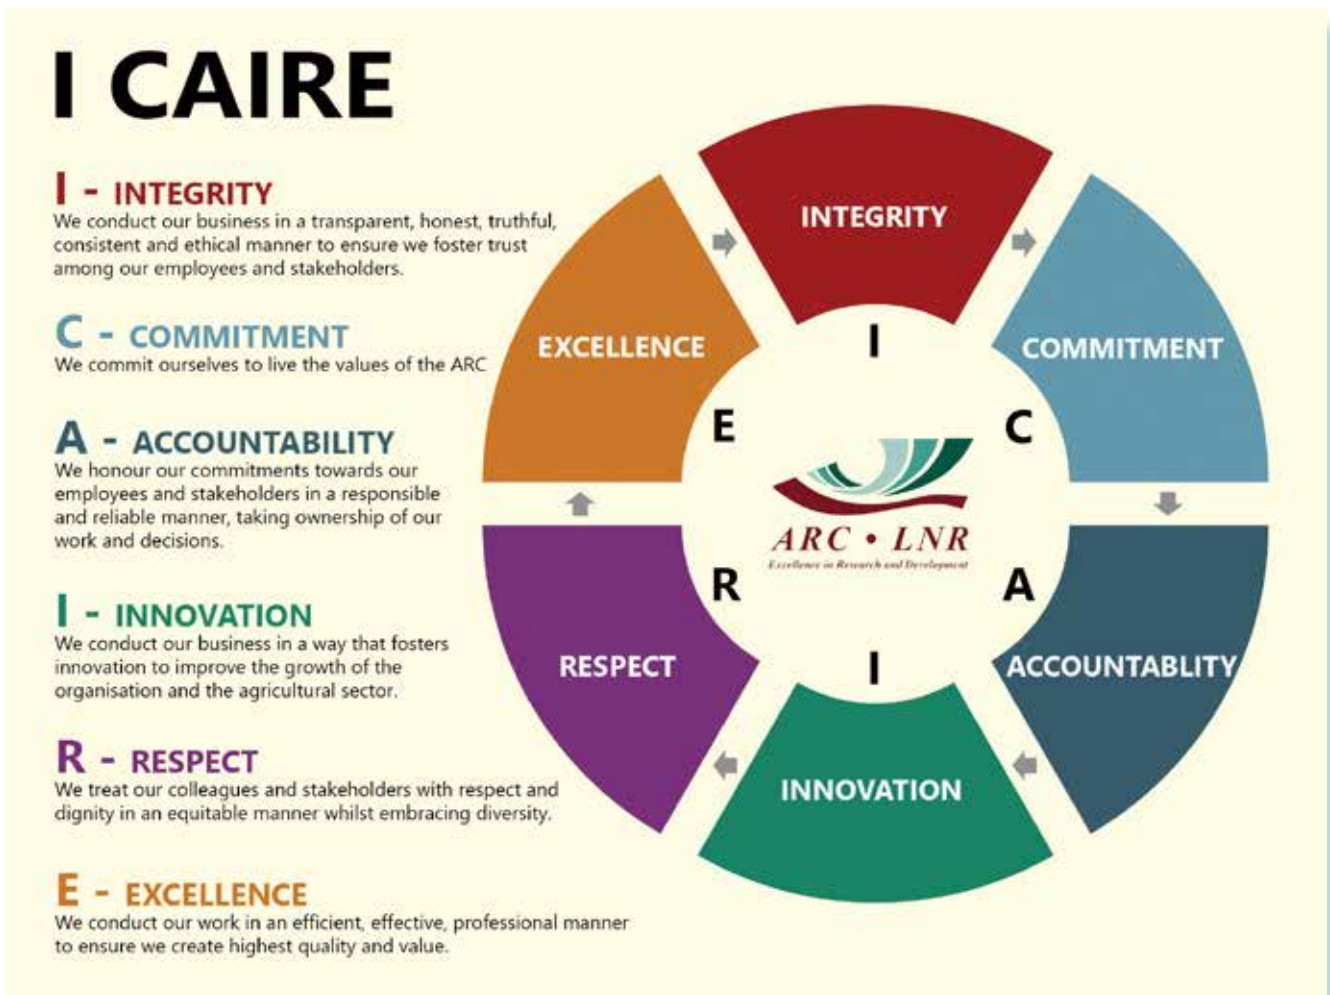 I CAIRE
I - INTEGRITY
We conduct our business in a transparent, honest, truthful,
consistent and ethical manner to ensure we foster trust
among our employees and stakeholders.
C - COMMITMENT
We commit ourselves to live the values of the ARC
A - ACCOUNTABILITY
We honour our commitments towards our
employees and stakeholders in a responsible
and reliable manner, taking ownership of our
work and decisions.
I - INNOVATION
We conduct our business in a way that fosters
innovation to improve the growth of the
organisation and the agricultural sector.
R - RESPECT
We treat our colleagues and stakeholders with respect and
dignity in an equitable manner whilst embracing diversity.
E - EXCELLENCE
We conduct our work in an efficient, effective, professional manner
to ensure we create highest quality and value.
INTEGRITY
COMMITMENT
ACCOUNTABLITY
INNOVATION
RESPECT
EXCELLENCE
I
C
A
I
R
E
ARC • LNR
Excellence in Research and Development